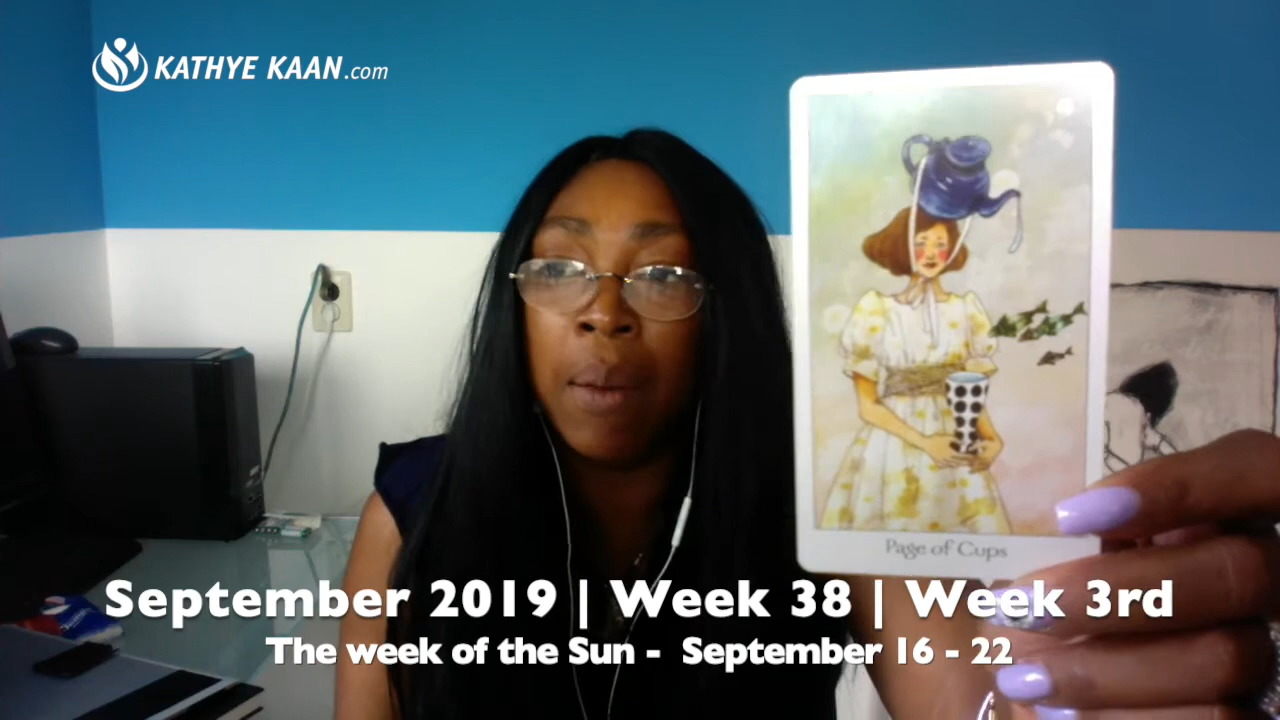 KATHYE KAAN.com
Page of Cups
September 2019 | Week 38 | Week 3rd
The week of the Sun - September 16 - 22